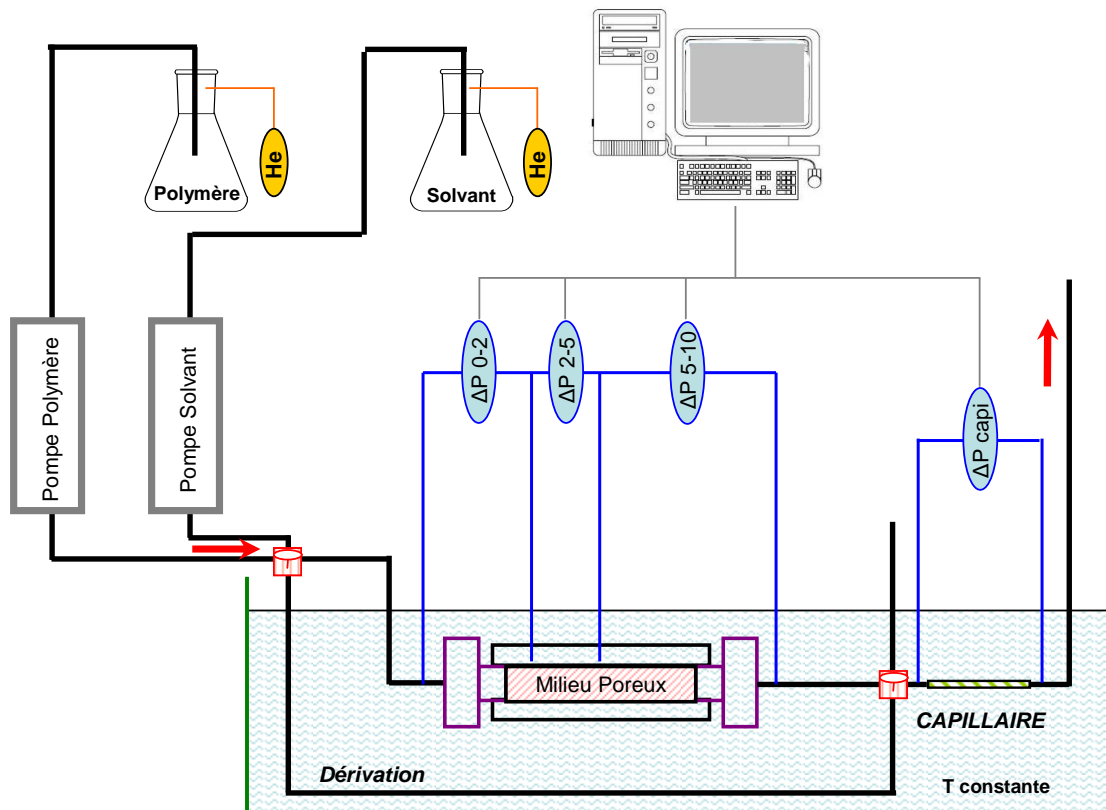 Polymère
He
Solvant
He
Pompe Polymère
Pompe Solvant
ΔP 0-2
ΔP 2-5
ΔP 5-10
ΔP capi
Milieu Poreux
CAPILLAIRE
Dérivation
T constante